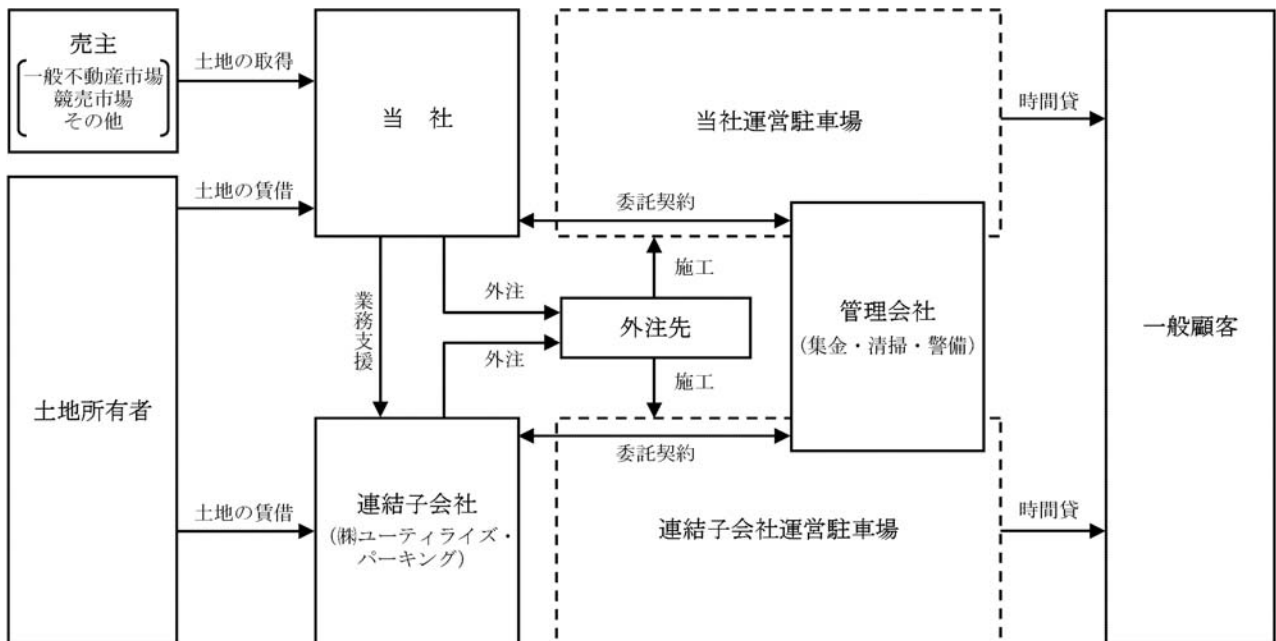 売主
一般不動産市場
競売市場
その他
土地の取得
当 社
当社運営駐車場
時間貸
土地の賃借
委託契約
施工
業務支援
外注
外注先
外注
施工
管理会社
(集金・清掃・警備)
一般顧客
土地所有者
委託契約
土地の賃借
連結子会社
(㈱ユーティライズ・
パーキング)
連結子会社運営駐車場
時間貸